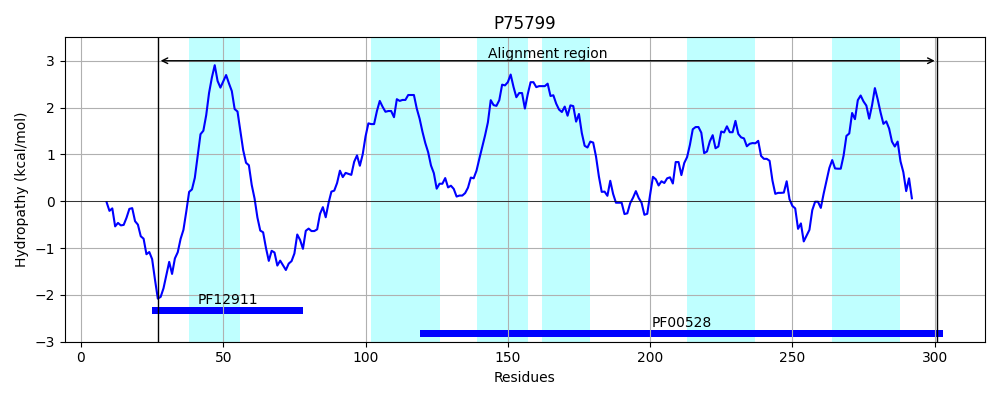 P75799
3
2
1
0
−1
−2
−3
Hydropathy (kcal/mol)
Alignment region
PF12911
PF00528
0
50
100
150
200
250
300
Residues